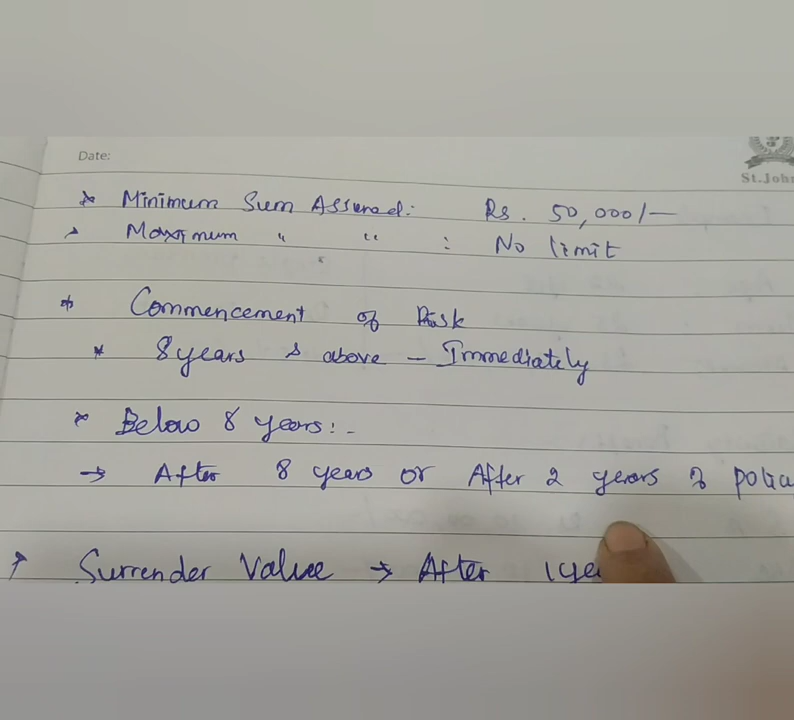 Date:
St.John
* Minimum Sum Assured: Rs. 50,000/-
* Maximum " " : No limit
* Commencement of Risk
* 8 years & above - Immediately
* Below 8 years:-
→ After 8 years or After 2 years of
Surrender Value → After 1